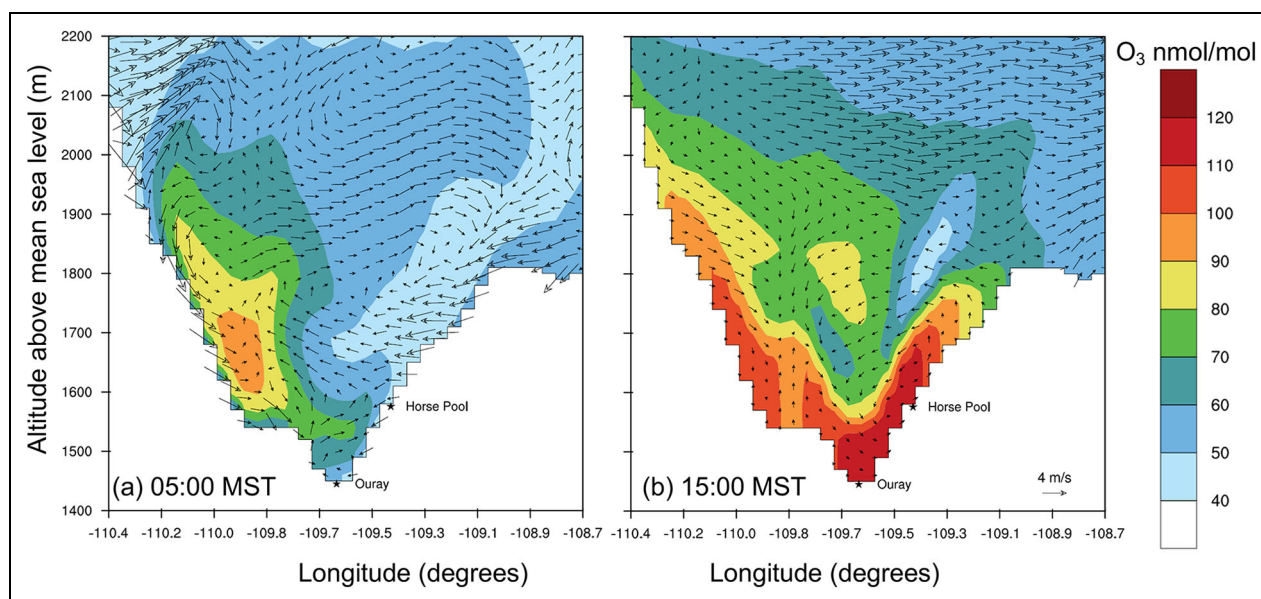 O3 nmol/mol
Altitude above mean sea level (m)
2200
2100
2000
1900
1800
1700
1600
1500
1400
Horse Pool
Ouray
(a) 05:00 MST
-110.4 -110.2 -110.0 -109.8 -109.7 -109.5 -109.3 -109.1 -108.9 -108.7
Longitude (degrees)
Horse Pool
Ouray
(b) 15:00 MST
4 m/s
-110.4 -110.2 -110.0 -109.8 -109.7 -109.5 -109.3 -109.1 -108.9 -108.7
Longitude (degrees)
120
110
100
90
80
70
60
50
40